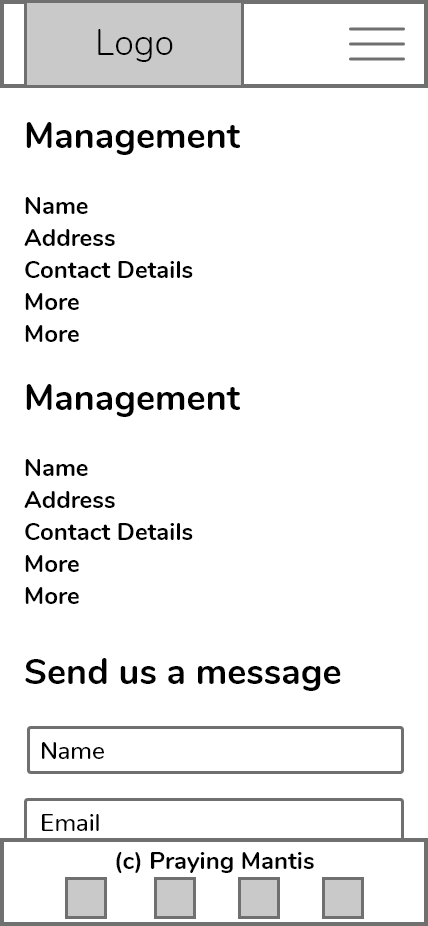 Logo
Management
Name
Address
Contact Details
More
More
Management
Name
Address
Contact Details
More
More
Send us a message
Name
Email
(c) Praying Mantis